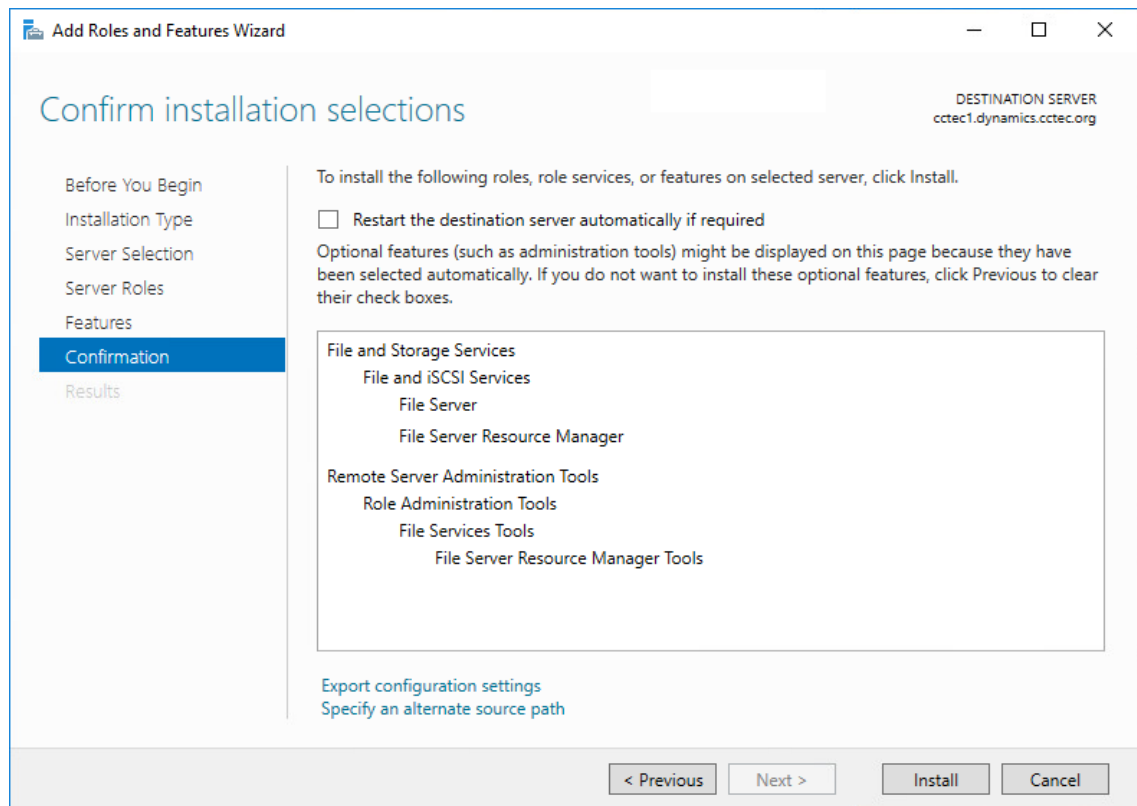 Add Roles and Features Wizard
Confirm installation selections
DESTINATION SERVER
cctec1.dynamics.cctec.org
Before You Begin
Installation Type
Server Selection
Server Roles
Features
Confirmation
Results
To install the following roles, role services, or features on selected server, click Install.
Restart the destination server automatically if required
Optional features (such as administration tools) might be displayed on this page because they have
been selected automatically. If you do not want to install these optional features, click Previous to clear
their check boxes.
File and Storage Services
File and iSCSI Services
File Server
File Server Resource Manager
Remote Server Administration Tools
Role Administration Tools
File Services Tools
File Server Resource Manager Tools
Export configuration settings
Specify an alternate source path
< Previous
Next >
Install
Cancel